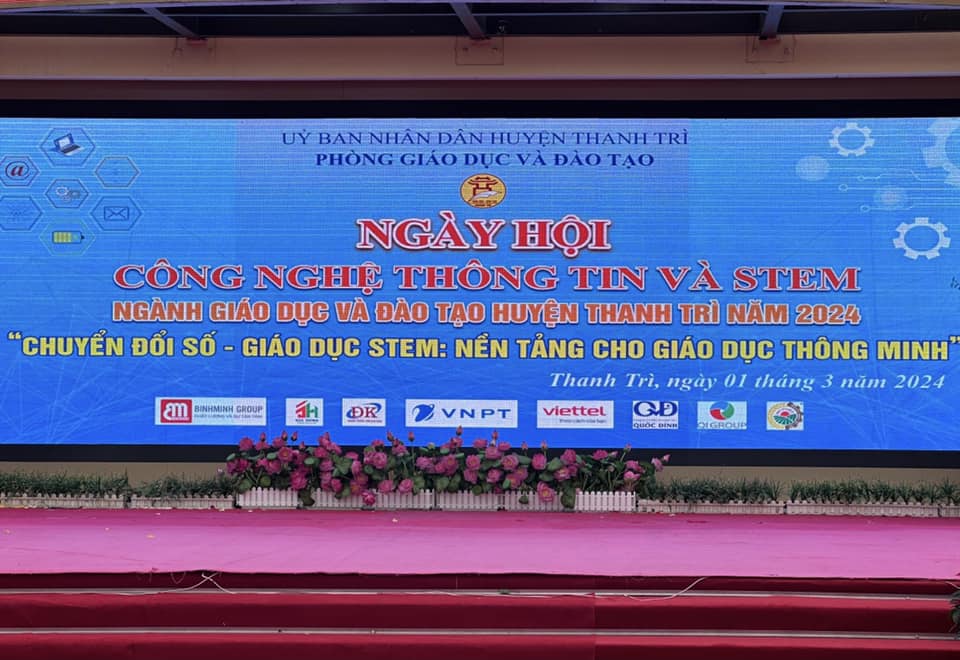 UỶ BAN NHÂN DÂN HUYỆN THANH TRÌ
PHÒNG GIÁO DỤC VÀ ĐÀO TẠO
NGÀY HỘI
CÔNG NGHỆ THÔNG TIN VÀ STEM
NGÀNH GIÁO DỤC VÀ ĐÀO TẠO HUYỆN THANH TRÌ NĂM 2024
“CHUYỂN ĐỔI SỐ - GIÁO DỤC STEM: NỀN TẢNG CHO GIÁO DỤC THÔNG MINH”
Thanh Trì, ngày 01 tháng 3 năm 2024
BINHMINH GROUP
ĐK
VNPT
viettel
QĐ
QUỐC ĐỈNH
QI GROUP